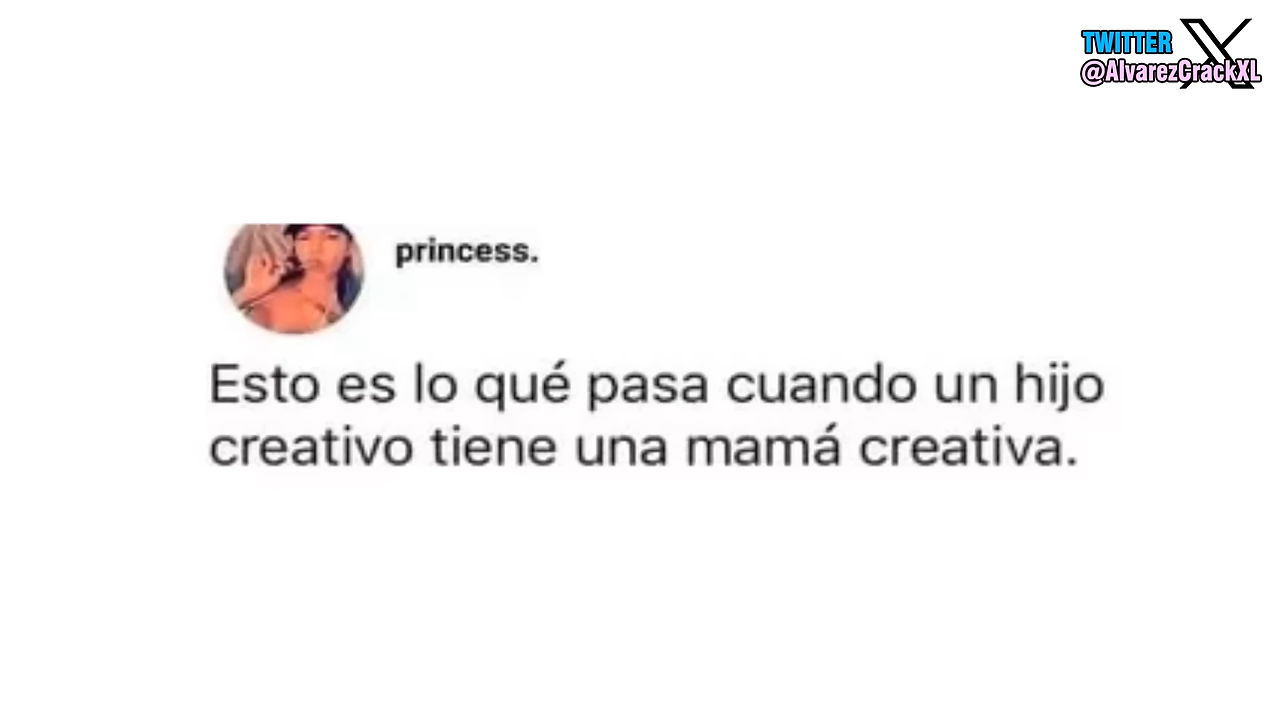 TWITTER
@AlvarezCrackXL
princess.
Esto es lo qué pasa cuando un hijo
creativo tiene una mamá creativa.